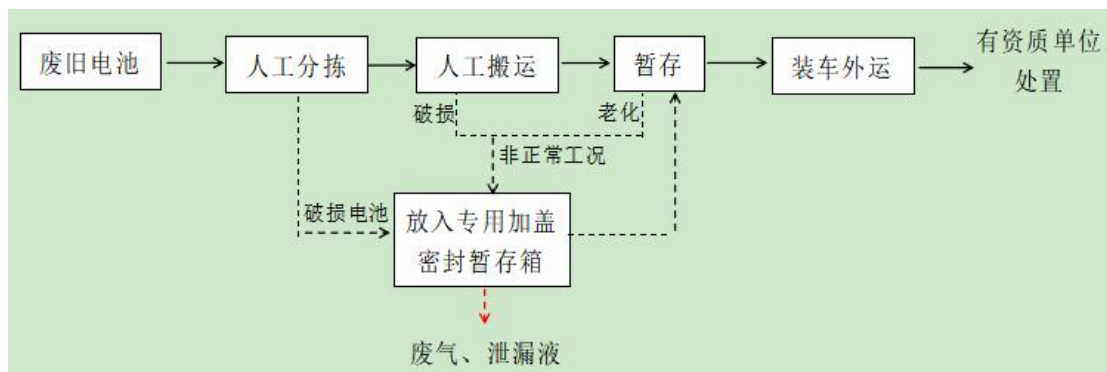 废旧电池
人工分拣
人工搬运
暂存
装车外运
有资质单位
处置
破损
老化
非正常工况
破损电池
放入专用加盖
密封暂存箱
废气、泄漏液